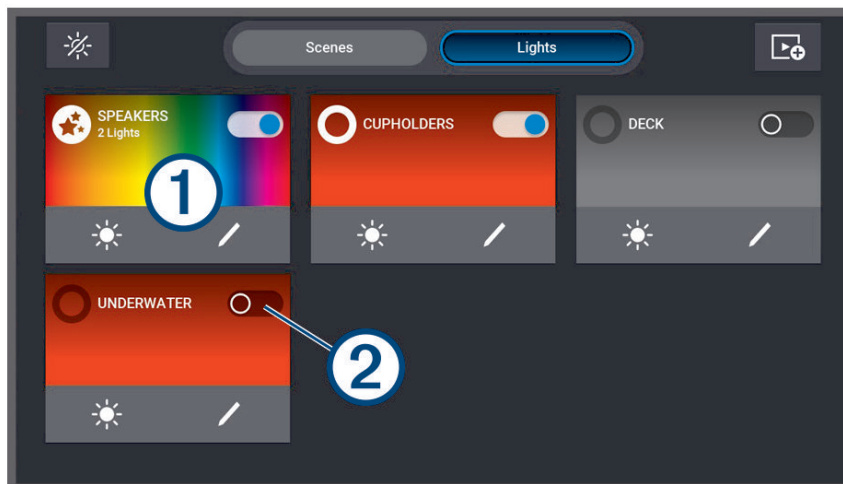 Scenes
Lights
SPEAKERS
2 Lights
CUPHOLDERS
DECK
1
UNDERWATER
2